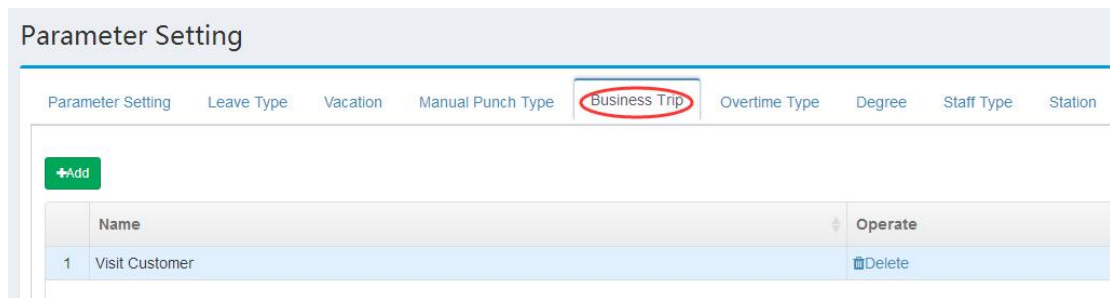 Parameter Setting
Parameter Setting Leave Type Vacation Manual Punch Type Business Trip Overtime Type Degree Staff Type Station
+Add
Name Operate
1 Visit Customer Delete